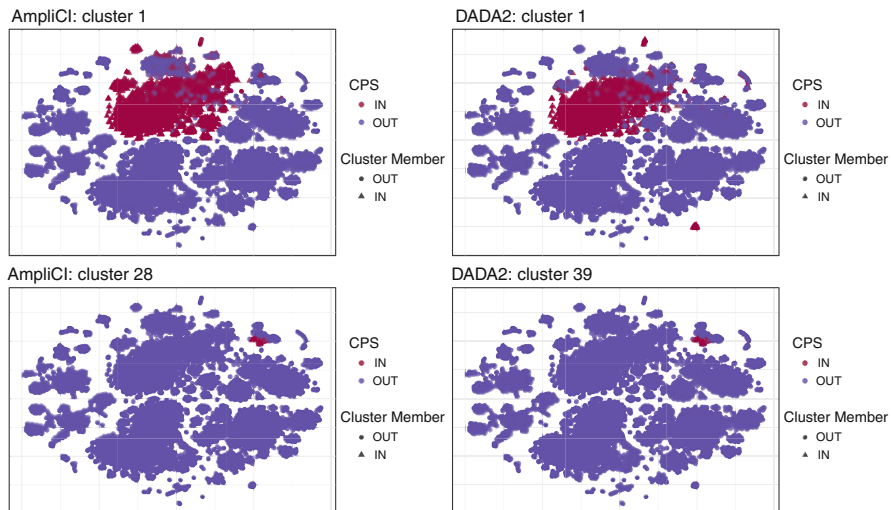 AmpliCI: cluster 1
CPS
IN
OUT
Cluster Member
OUT
IN
DADA2: cluster 1
CPS
IN
OUT
Cluster Member
OUT
IN
AmpliCI: cluster 28
CPS
IN
OUT
Cluster Member
OUT
IN
DADA2: cluster 39
CPS
IN
OUT
Cluster Member
OUT
IN